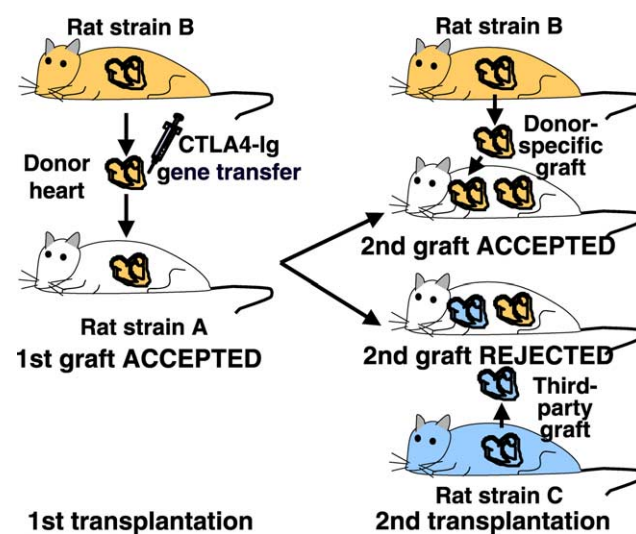 Rat strain B
CTLA4-Ig
gene transfer
Donor
heart
Rat strain A
1st graft ACCEPTED
1st transplantation
Rat strain B
Donor-
specific
graft
2nd graft ACCEPTED
2nd graft REJECTED
Third-
party
graft
Rat strain C
2nd transplantation